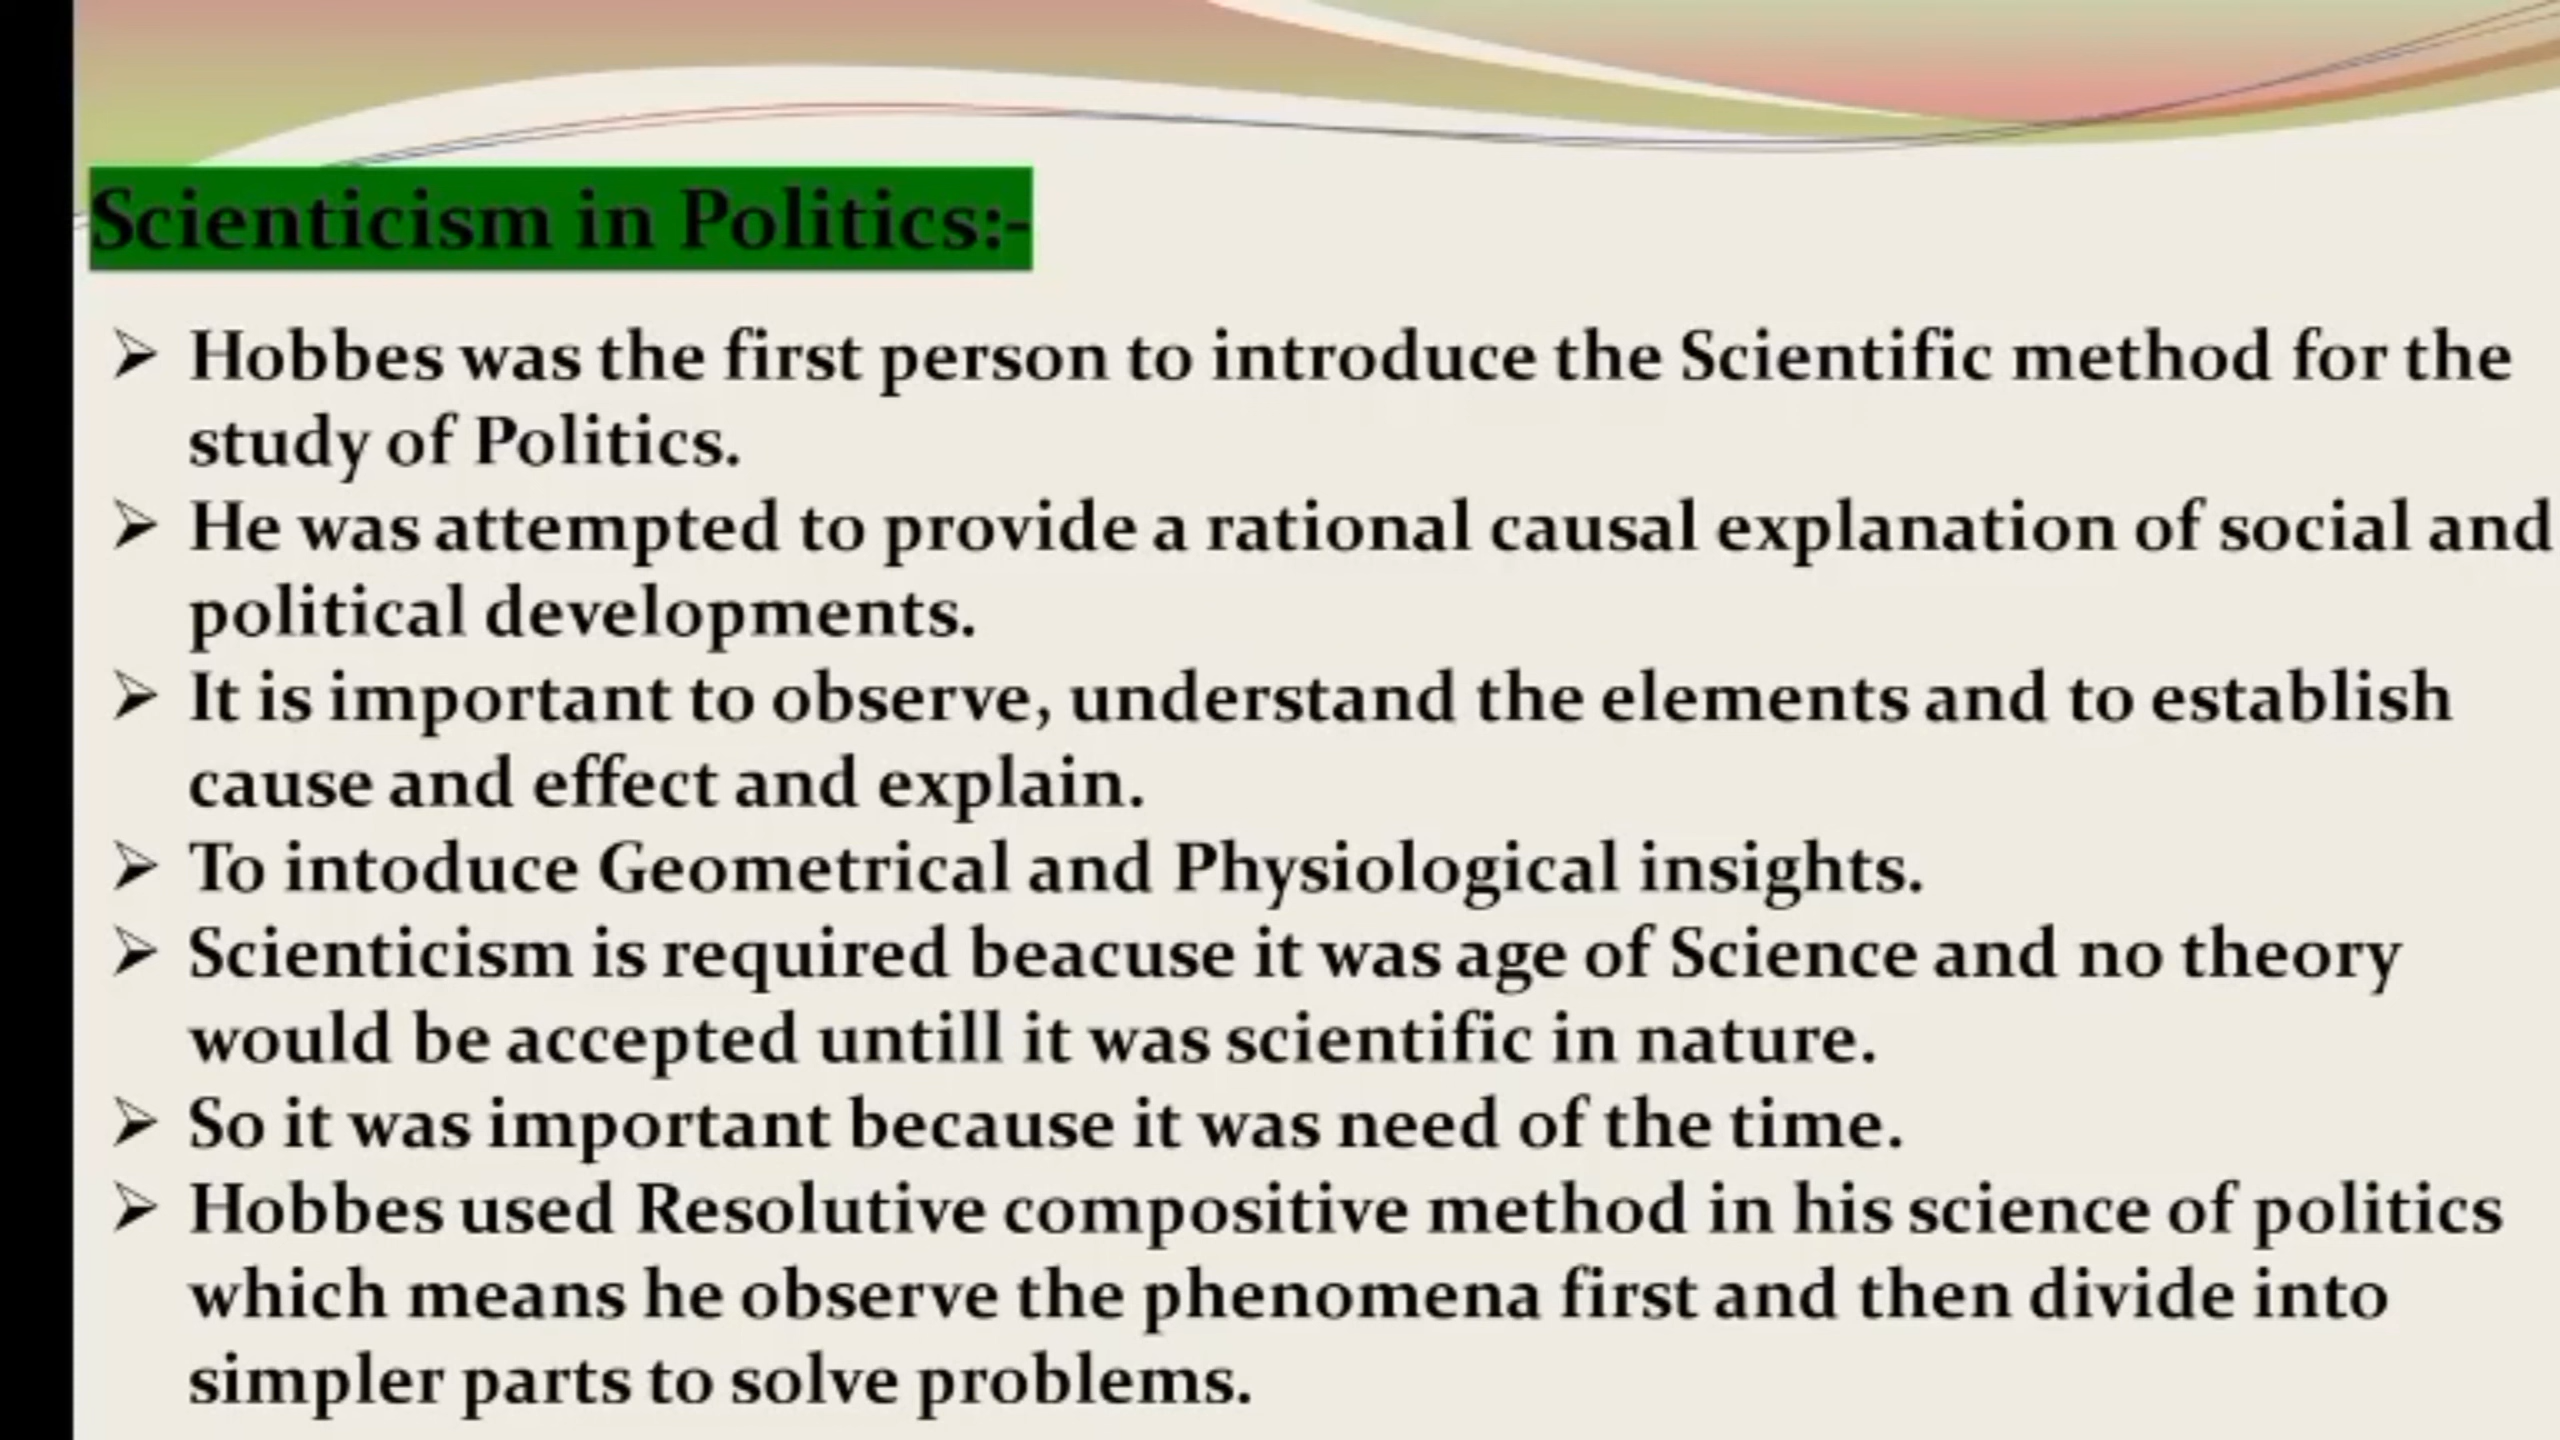 Scienticism in Politics:-
➢ Hobbes was the first person to introduce the Scientific method for the
study of Politics.
➢ He was attempted to provide a rational causal explanation of social and
political developments.
➢ It is important to observe, understand the elements and to establish
cause and effect and explain.
➢ To intoduce Geometrical and Physiological insights.
➢ Scienticism is required beacuse it was age of Science and no theory
would be accepted untill it was scientific in nature.
➢ So it was important because it was need of the time.
➢ Hobbes used Resolutive compositive method in his science of politics
which means he observe the phenomena first and then divide into
simpler parts to solve problems.